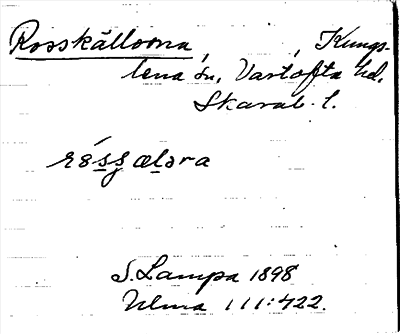 Rosskällorna, Kungs-
lena sn, Vartofta hd.
Skarab. l.
S. Lampa 1898
Ulma 111:422.